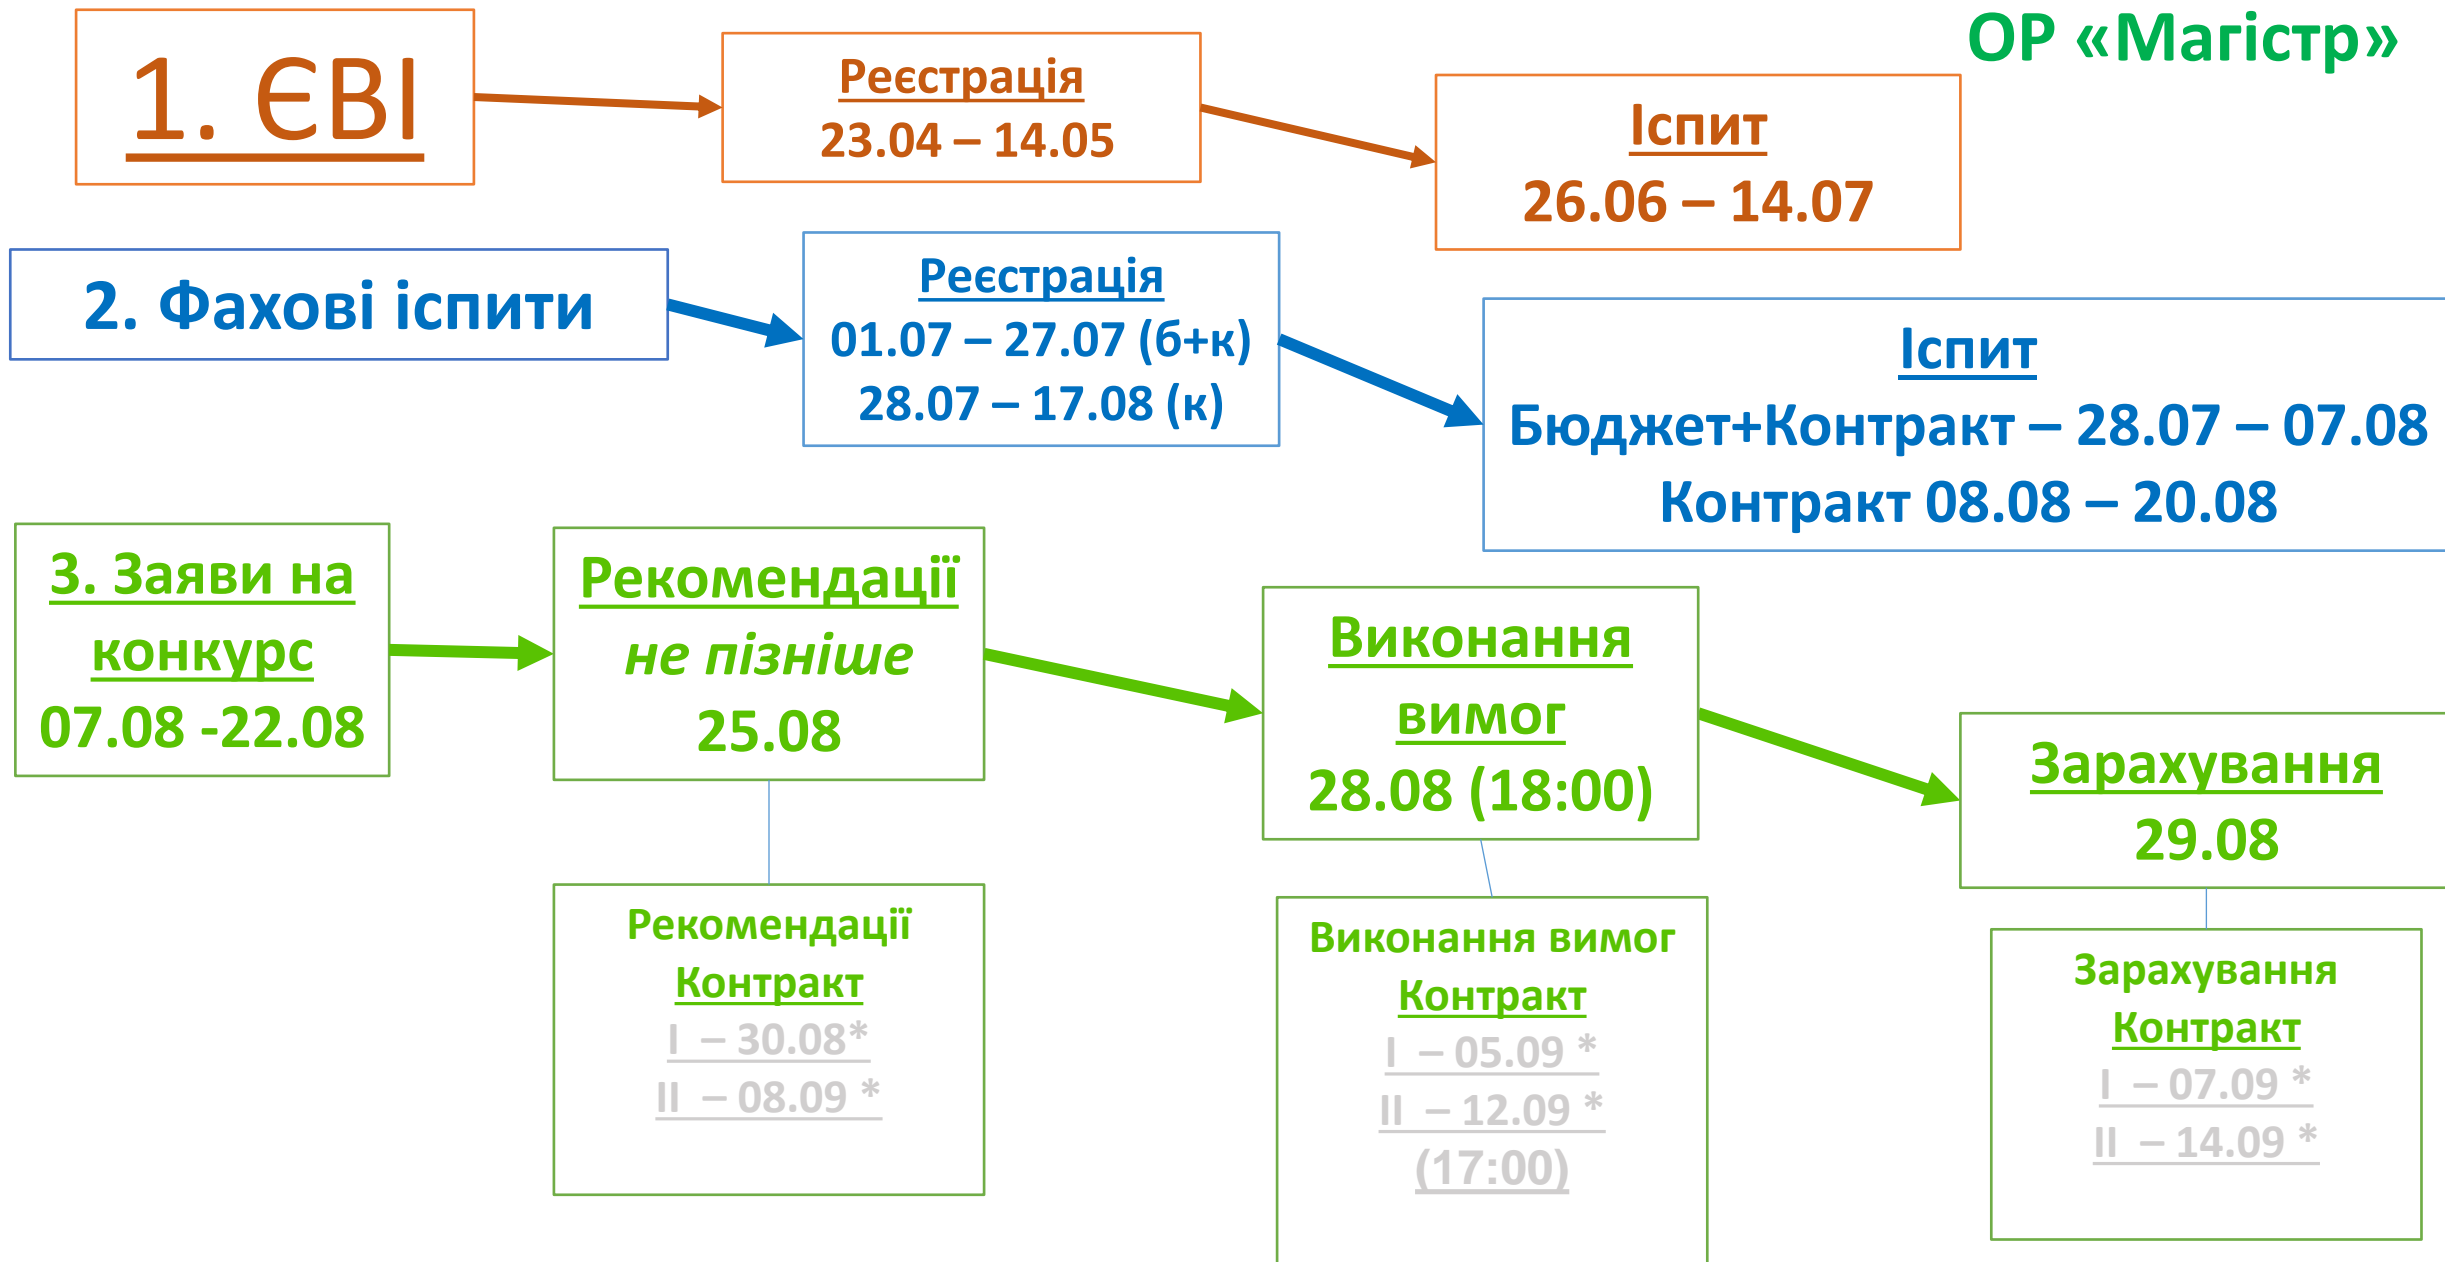 ОР «Магістр»
1. ЄВІ
Реєстрація
23.04 – 14.05
Іспит
26.06 – 14.07
2. Фахові іспити
Реєстрація
01.07 – 27.07 (б+к)
28.07 – 17.08 (к)
Іспит
Бюджет+Контракт – 28.07 – 07.08
Контракт 08.08 – 20.08
3. Заяви на
конкурс
07.08 -22.08
Рекомендації
не пізніше
25.08
Виконання
вимог
28.08 (18:00)
Зарахування
29.08
Рекомендації
Контракт
І – 30.08*
ІІ – 08.09 *
Виконання вимог
Контракт
І – 05.09 *
ІІ – 12.09 *
(17:00)
Зарахування
Контракт
І – 07.09 *
ІІ – 14.09 *